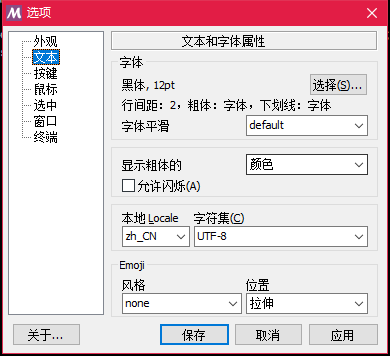 M 选项
外观
文本
按键
鼠标
选中
窗口
终端
文本和字体属性
字体
黑体, 12pt
选择(S)...
行间距: 2, 粗体: 字体, 下划线: 字体
字体平滑 default
显示粗体的 颜色
允许闪烁(A)
本地 Locale 字符集(C)
zh_CN UTF-8
Emoji
风格 位置
none 拉伸
关于... 保存 取消 应用